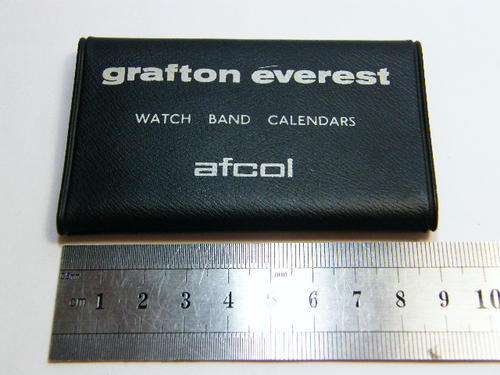 grafton everest
WATCH BAND CALENDARS
afcol
cm 1 2 3 4 5 6 7 8 9 10